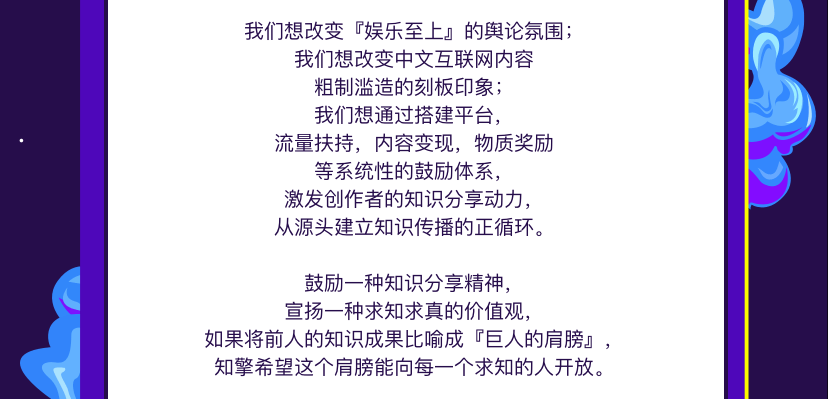 我们想改变『娱乐至上』的舆论氛围；
我们想改变中文互联网内容
粗制滥造的刻板印象；
我们想通过搭建平台，
流量扶持，内容变现，物质奖励
等系统性的鼓励体系，
激发创作者的知识分享动力，
从源头建立知识传播的正循环。
鼓励一种知识分享精神，
宣扬一种求知求真的价值观，
如果将前人的知识成果比喻成『巨人的肩膀』，
知擎希望这个肩膀能向每一个求知的人开放。